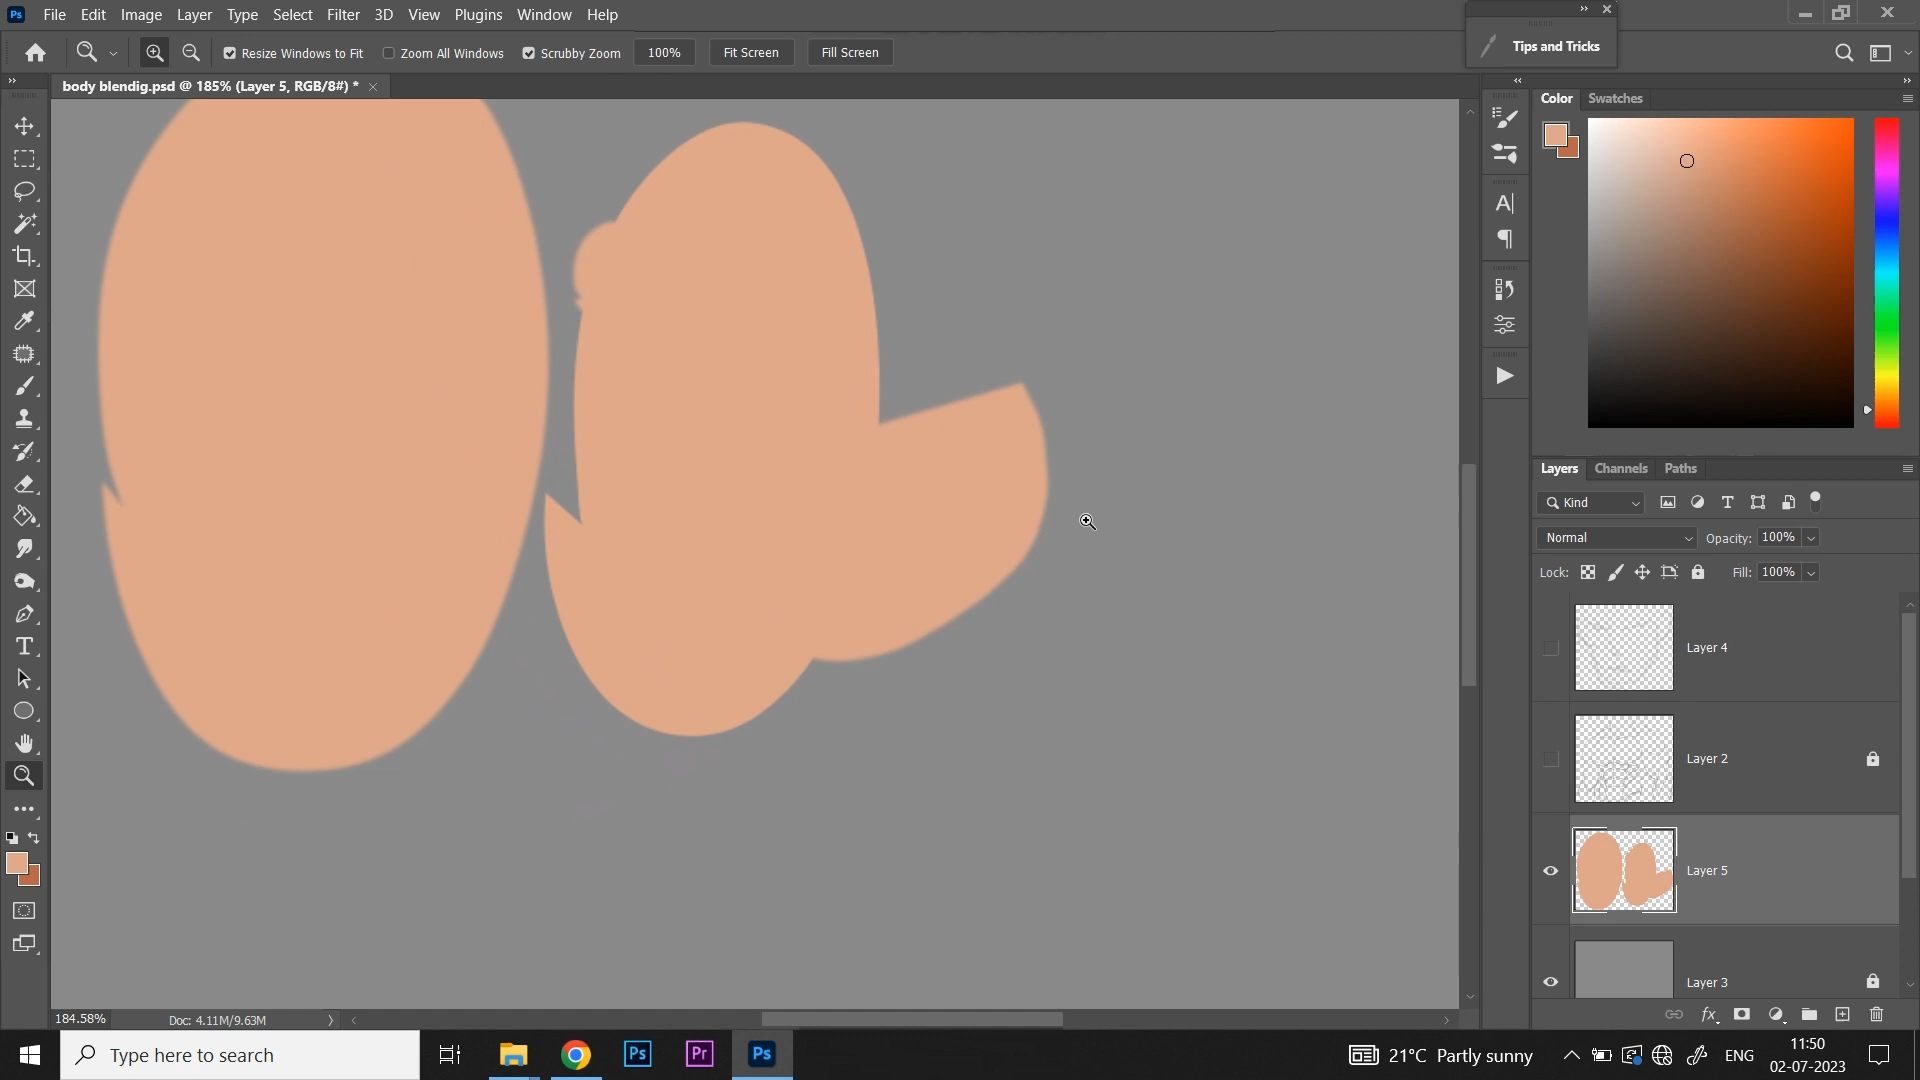 Ps File Edit Image Layer Type Select Filter 3D View Plugins Window Help
Tips and Tricks
Resize Windows to Fit Zoom All Windows Scrubby Zoom 100% Fit Screen Fill Screen
body blendig.psd @ 185% (Layer 5, RGB/8#) *
Color Swatches
Layers Channels Paths
Kind
Normal Opacity: 100%
Lock: Fill: 100%
Layer 4
Layer 2
Layer 5
Layer 3
fx
184.58% Doc: 4.11M/9.63M
Type here to search
Ps Pr Ps
21°C Partly sunny
ENG
11:50
02-07-2023